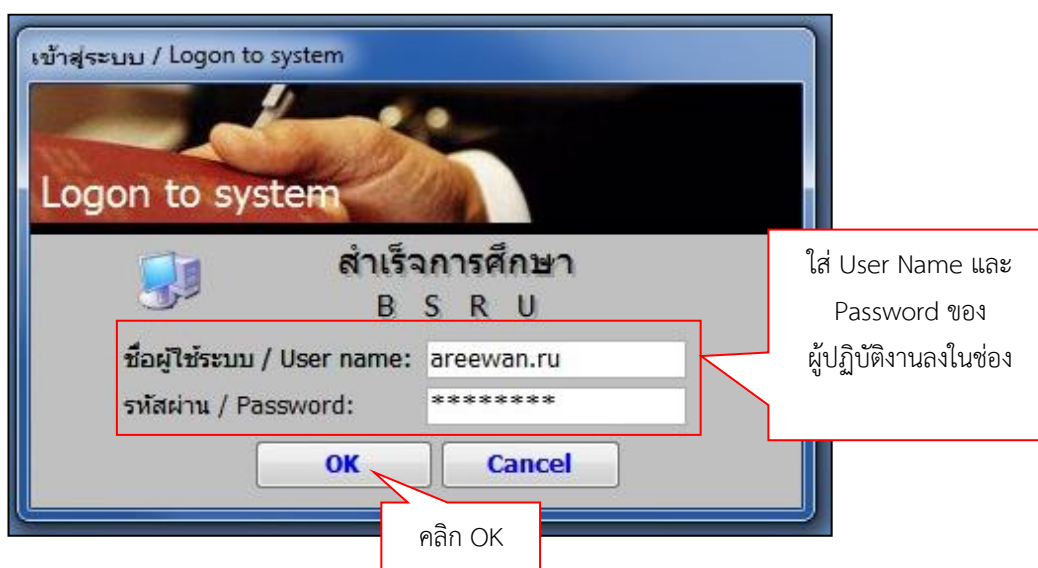 เข้าสู่ระบบ / Logon to system
Logon to system
สำเร็จการศึกษา
B S R U
ชื่อผู้ใช้ระบบ / User name: areewan.ru
รหัสผ่าน / Password: ********
OK Cancel
ใส่ User Name และ
Password ของ
ผู้ปฏิบัติงานลงในช่อง
คลิก OK